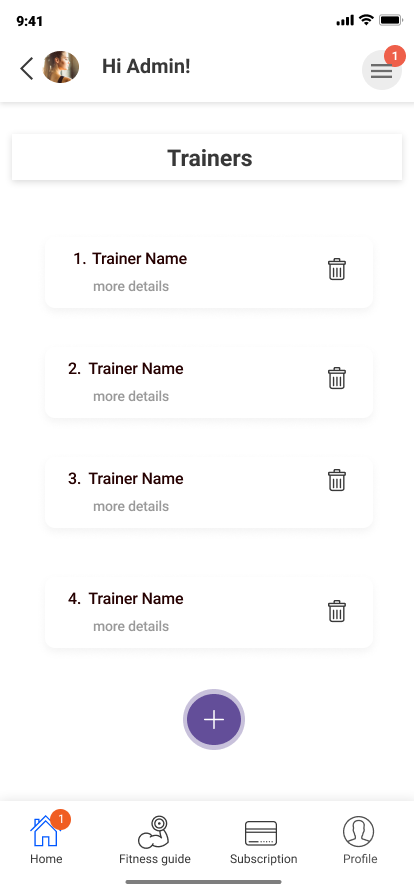 9:41
Hi Admin!
1
Trainers
1. Trainer Name
more details
2. Trainer Name
more details
3. Trainer Name
more details
4. Trainer Name
more details
1
Home Fitness guide Subscription Profile